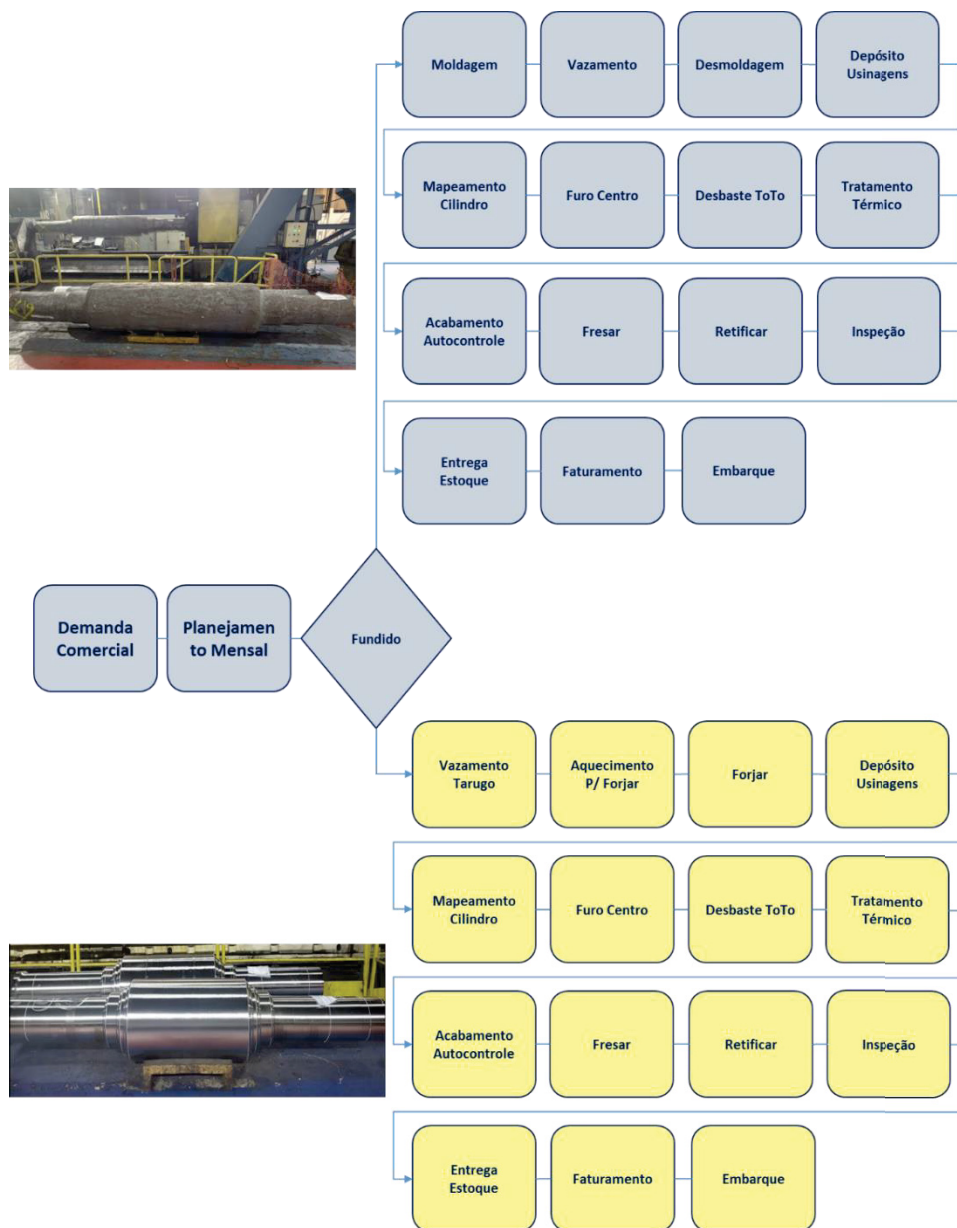 Moldagem
Vazamento
Desmoldagem
Depósito
Usinagens
Mapeamento
Cilindro
Furo Centro
Desbaste ToTo
Tratamento
Térmico
Acabamento
Autocontrole
Fresar
Retificar
Inspeção
Entrega
Estoque
Faturamento
Embarque
Demanda
Comercial
Planejamen
to Mensal
Fundido
Vazamento
Tarugo
Aquecimento
P/ Forjar
Forjar
Depósito
Usinagens
Mapeamento
Cilindro
Furo Centro
Desbaste ToTo
Tratamento
Térmico
Acabamento
Autocontrole
Fresar
Retificar
Inspeção
Entrega
Estoque
Faturamento
Embarque